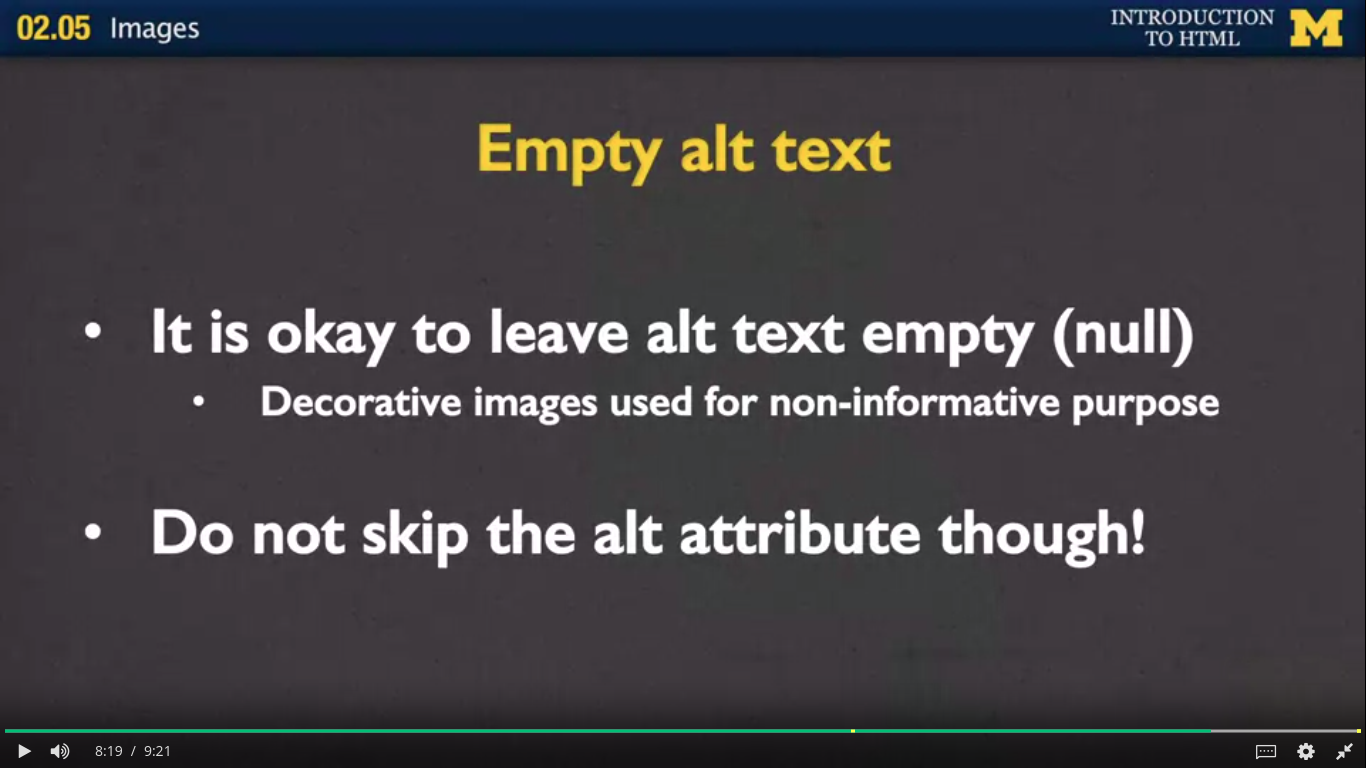 02.05 Images
INTRODUCTION
TO HTML
M
Empty alt text
• It is okay to leave alt text empty (null)
• Decorative images used for non-informative purpose
• Do not skip the alt attribute though!
8:19 / 9:21